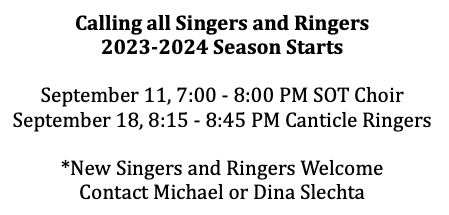 Calling all Singers and Ringers
2023-2024 Season Starts
September 11, 7:00 - 8:00 PM SOT Choir
September 18, 8:15 - 8:45 PM Canticle Ringers
*New Singers and Ringers Welcome
Contact Michael or Dina Slechta